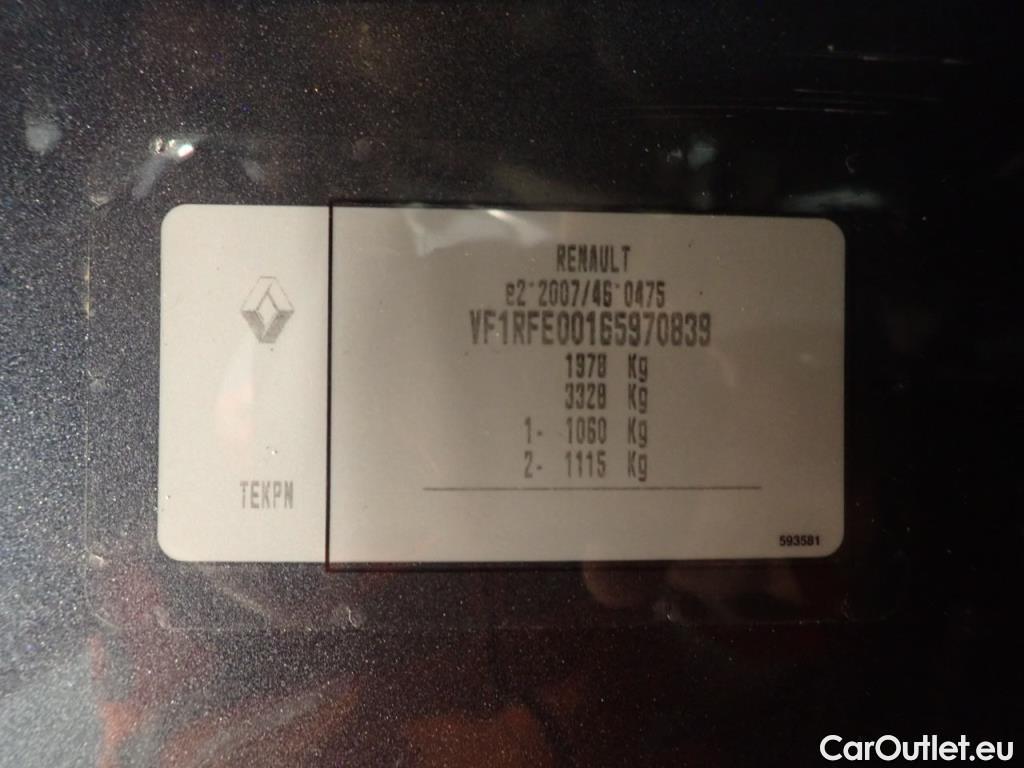 RENAULT
e2*2007/46*0475
VF1RFE00165970839
1978 Kg
3328 Kg
1- 1060 Kg
2- 1115 Kg
TEKPN
593581
CarOutlet.eu